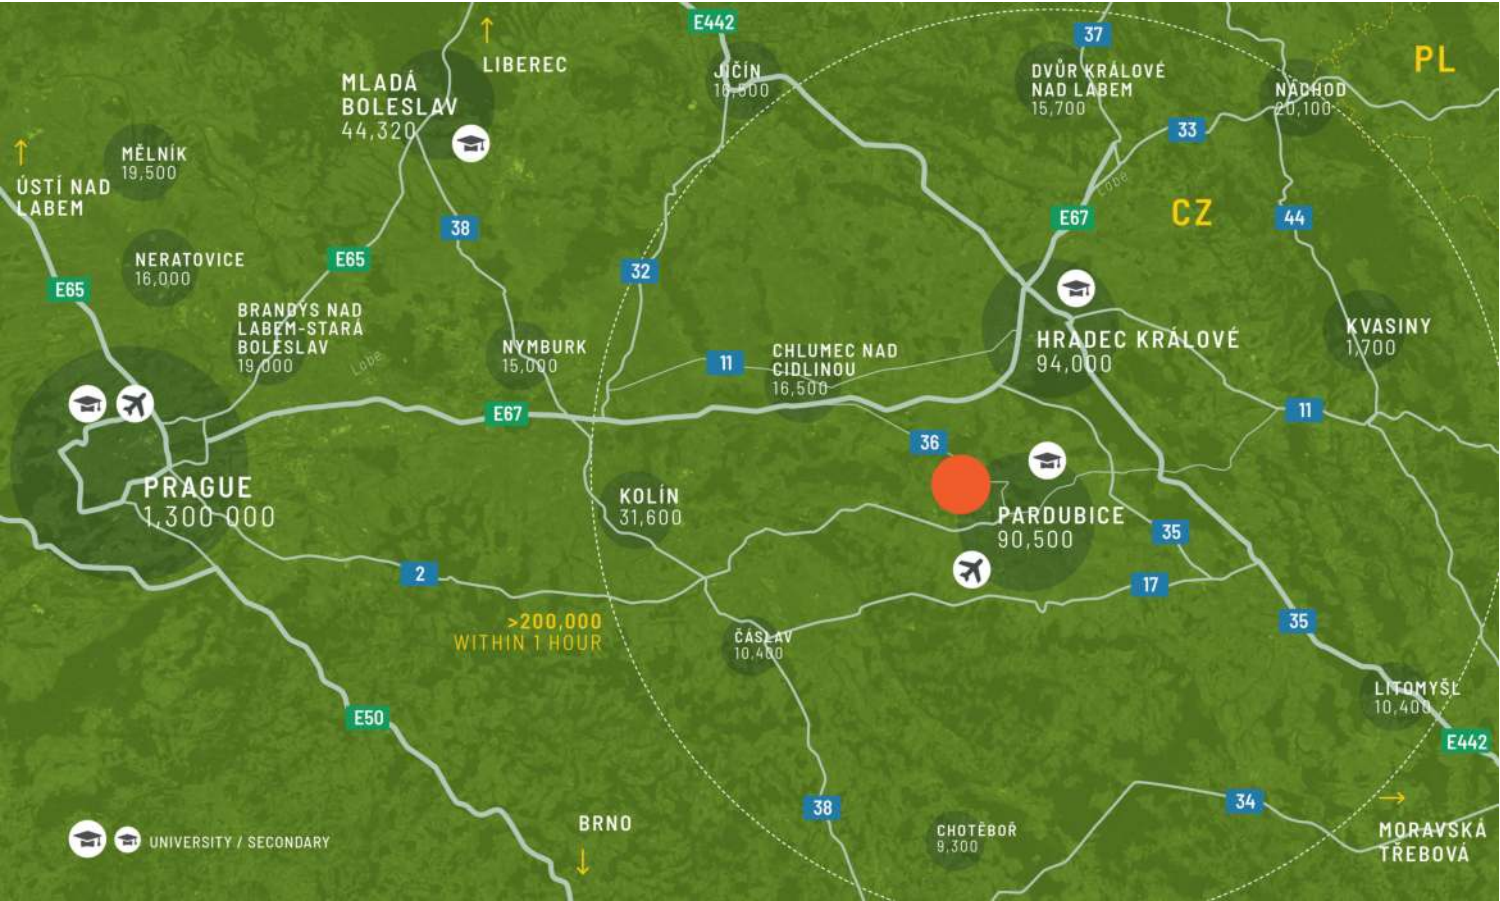 E442
37
LIBEREC
PL
JIČÍN
16,500
DVŮR KRÁLOVÉ
NAD LABEM
15,700
NÁCHOD
20,100
MLADÁ
BOLESLAV
44,320
33
MĚLNÍK
19,500
ÚSTÍ NAD
LABEM
Lobe
CZ
E67
44
38
NERATOVICE
16,000
E65
32
E65
BRANDYS NAD
LABEM-STARÁ
BOLESLAV
19,000
Lobe
NYMBURK
15,000
11
CHLUMEC NAD
CIDLINOU
16,500
HRADEC KRÁLOVÉ
94,000
KVASINY
1,700
E67
11
36
PRAGUE
1,300 000
KOLÍN
31,600
PARDUBICE
90,500
35
2
17
>200,000
WITHIN 1 HOUR
ČÁSLAV
10,400
35
LITOMYŠL
10,400
E50
E442
38
34
BRNO
CHOTĚBOŘ
9,300
MORAVSKÁ
TŘEBOVÁ
UNIVERSITY / SECONDARY